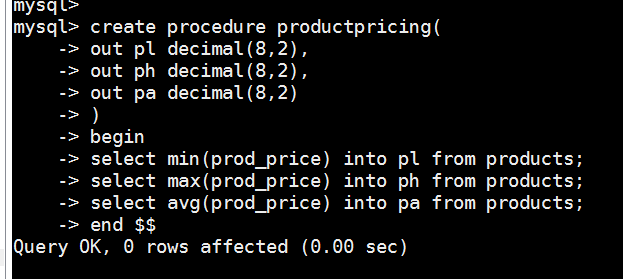 mysql>
mysql> create procedure productpricing(
    -> out pl decimal(8,2),
    -> out ph decimal(8,2),
    -> out pa decimal(8,2)
    -> )
    -> begin
    -> select min(prod_price) into pl from products;
    -> select max(prod_price) into ph from products;
    -> select avg(prod_price) into pa from products;
    -> end $$
Query OK, 0 rows affected (0.00 sec)